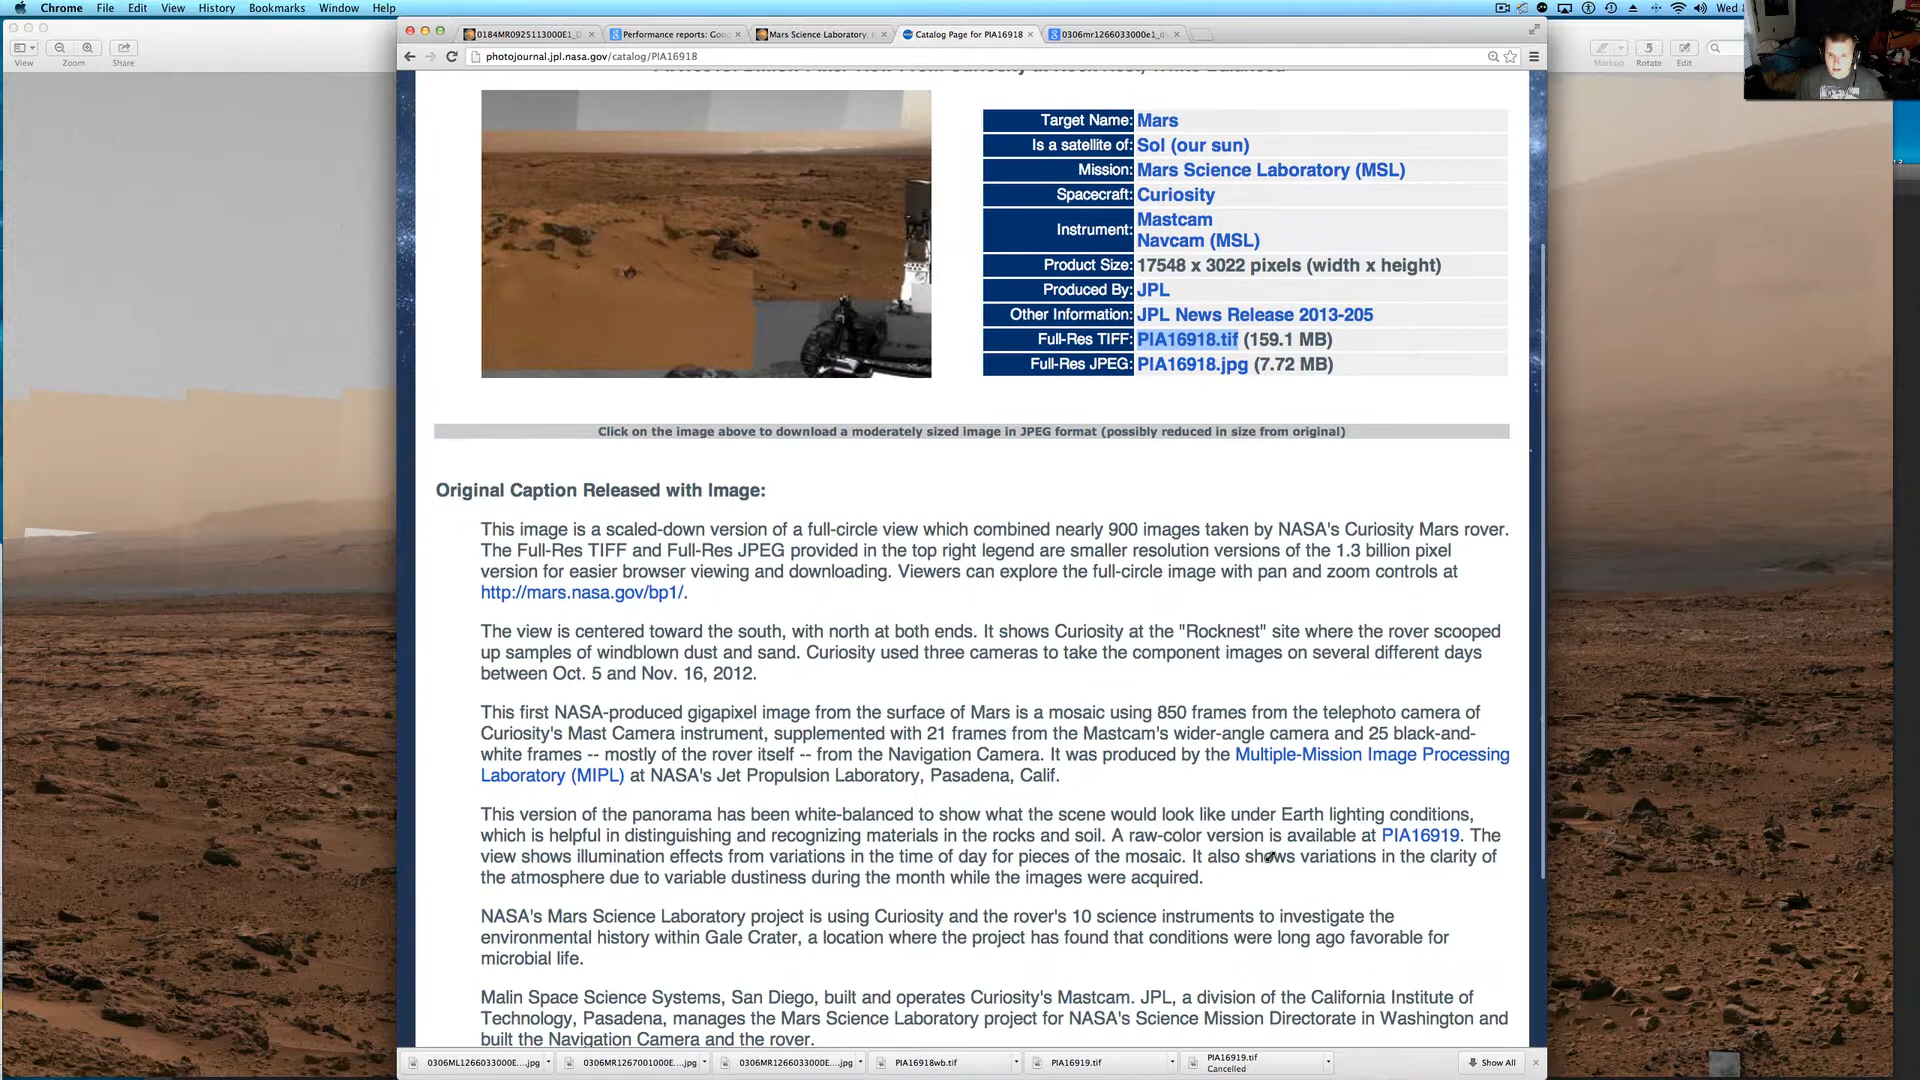 Chrome File Edit View History Bookmarks Window Help Wed
0184MR0925113000E1_D Performance reports: Goo Mars Science Laboratory. Catalog Page for PIA16918 0306mr1266033000e1_d
photojournal.jpl.nasa.gov/catalog/PIA16918
View Zoom Share
Markup Rotate Edit
Target Name: Mars
Is a satellite of: Sol (our sun)
Mission: Mars Science Laboratory (MSL)
Spacecraft: Curiosity
Instrument: Mastcam
Navcam (MSL)
Product Size: 17548 x 3022 pixels (width x height)
Produced By: JPL
Other Information: JPL News Release 2013-205
Full-Res TIFF: PIA16918.tif (159.1 MB)
Full-Res JPEG: PIA16918.jpg (7.72 MB)
Click on the image above to download a moderately sized image in JPEG format (possibly reduced in size from original)
Original Caption Released with Image:
This image is a scaled-down version of a full-circle view which combined nearly 900 images taken by NASA's Curiosity Mars rover.
The Full-Res TIFF and Full-Res JPEG provided in the top right legend are smaller resolution versions of the 1.3 billion pixel
version for easier browser viewing and downloading. Viewers can explore the full-circle image with pan and zoom controls at
http://mars.nasa.gov/bp1/.
The view is centered toward the south, with north at both ends. It shows Curiosity at the "Rocknest" site where the rover scooped
up samples of windblown dust and sand. Curiosity used three cameras to take the component images on several different days
between Oct. 5 and Nov. 16, 2012.
This first NASA-produced gigapixel image from the surface of Mars is a mosaic using 850 frames from the telephoto camera of
Curiosity's Mast Camera instrument, supplemented with 21 frames from the Mastcam's wider-angle camera and 25 black-and-
white frames -- mostly of the rover itself -- from the Navigation Camera. It was produced by the Multiple-Mission Image Processing
Laboratory (MIPL) at NASA's Jet Propulsion Laboratory, Pasadena, Calif.
This version of the panorama has been white-balanced to show what the scene would look like under Earth lighting conditions,
which is helpful in distinguishing and recognizing materials in the rocks and soil. A raw-color version is available at PIA16919. The
view shows illumination effects from variations in the time of day for pieces of the mosaic. It also shows variations in the clarity of
the atmosphere due to variable dustiness during the month while the images were acquired.
NASA's Mars Science Laboratory project is using Curiosity and the rover's 10 science instruments to investigate the
environmental history within Gale Crater, a location where the project has found that conditions were long ago favorable for
microbial life.
Malin Space Science Systems, San Diego, built and operates Curiosity's Mastcam. JPL, a division of the California Institute of
Technology, Pasadena, manages the Mars Science Laboratory project for NASA's Science Mission Directorate in Washington and
built the Navigation Camera and the rover.
0306ML1266033000E....jpg 0306MR1267001000E....jpg 0306MR1266033000E....jpg PIA16918wb.tif PIA16919.tif PIA16919.tif Show All
Cancelled